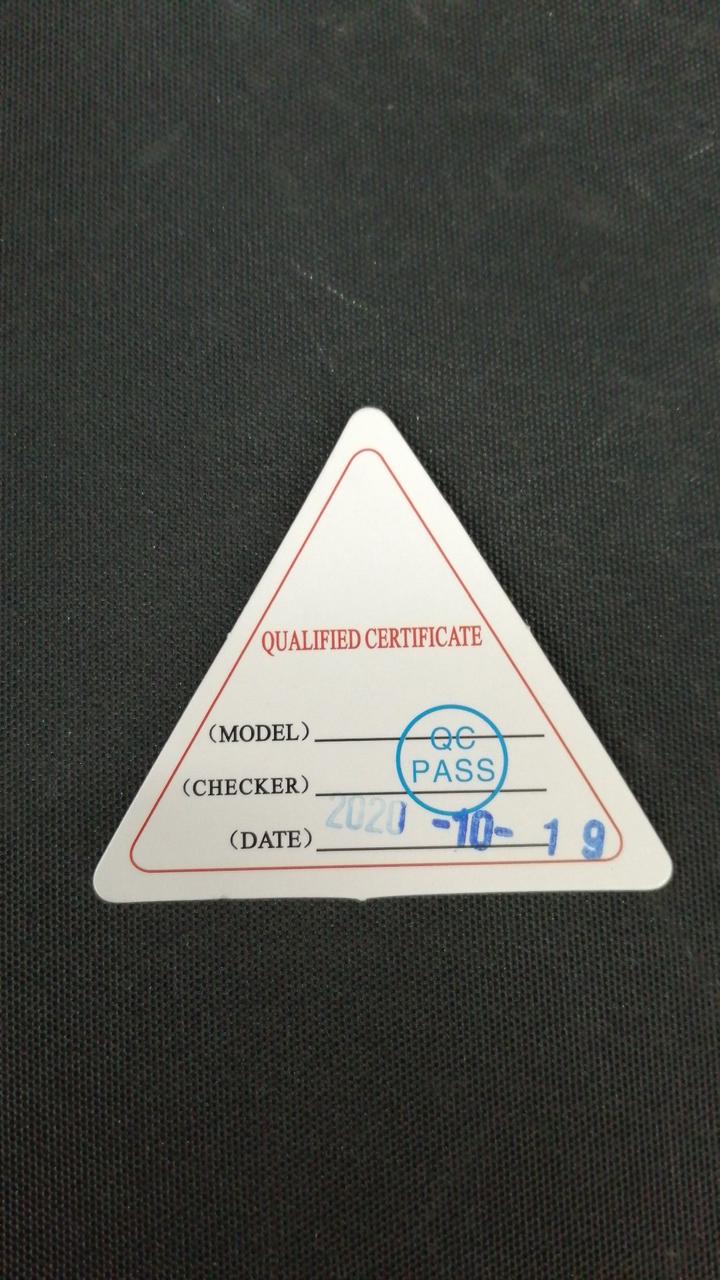 QUALIFIED CERTIFICATE
(MODEL)
QC
PASS
(CHECKER)
(DATE) 2020 -10- 19